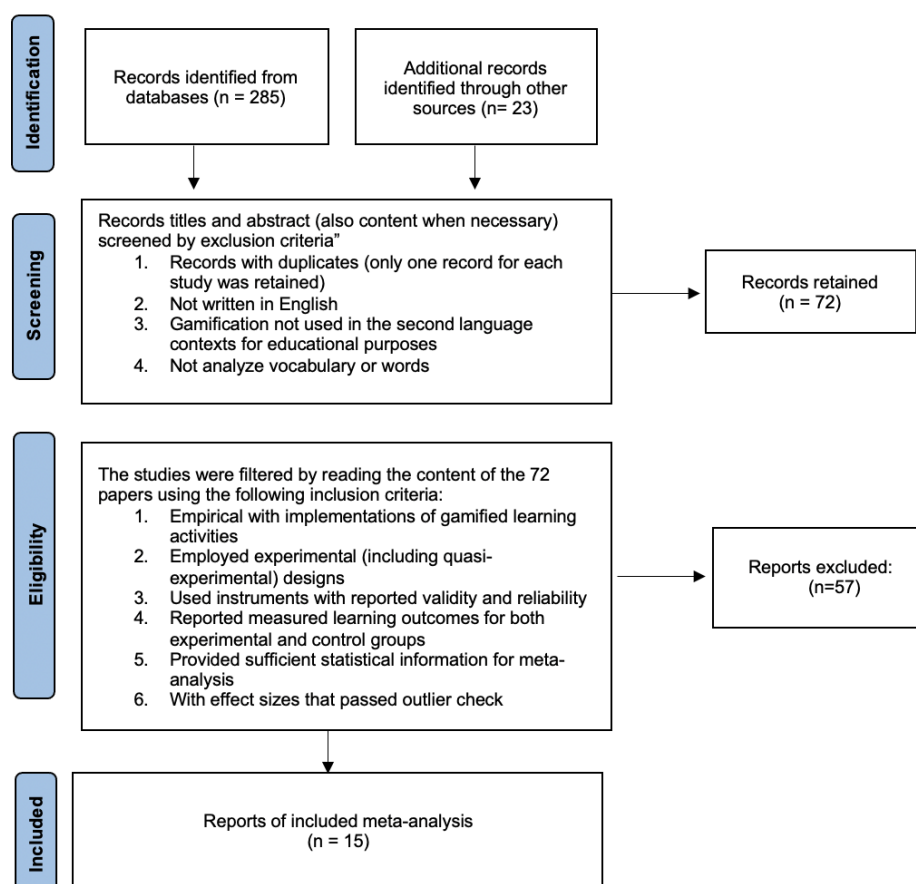 Identification
Records identified from
databases (n = 285)
Additional records
identified through other
sources (n= 23)
Screening
Records titles and abstract (also content when necessary)
screened by exclusion criteria”
1. Records with duplicates (only one record for each
study was retained)
2. Not written in English
3. Gamification not used in the second language
contexts for educational purposes
4. Not analyze vocabulary or words
Records retained
(n = 72)
Eligibility
The studies were filtered by reading the content of the 72
papers using the following inclusion criteria:
1. Empirical with implementations of gamified learning
activities
2. Employed experimental (including quasi-
experimental) designs
3. Used instruments with reported validity and reliability
4. Reported measured learning outcomes for both
experimental and control groups
5. Provided sufficient statistical information for meta-
analysis
6. With effect sizes that passed outlier check
Reports excluded:
(n=57)
Included
Reports of included meta-analysis
(n = 15)